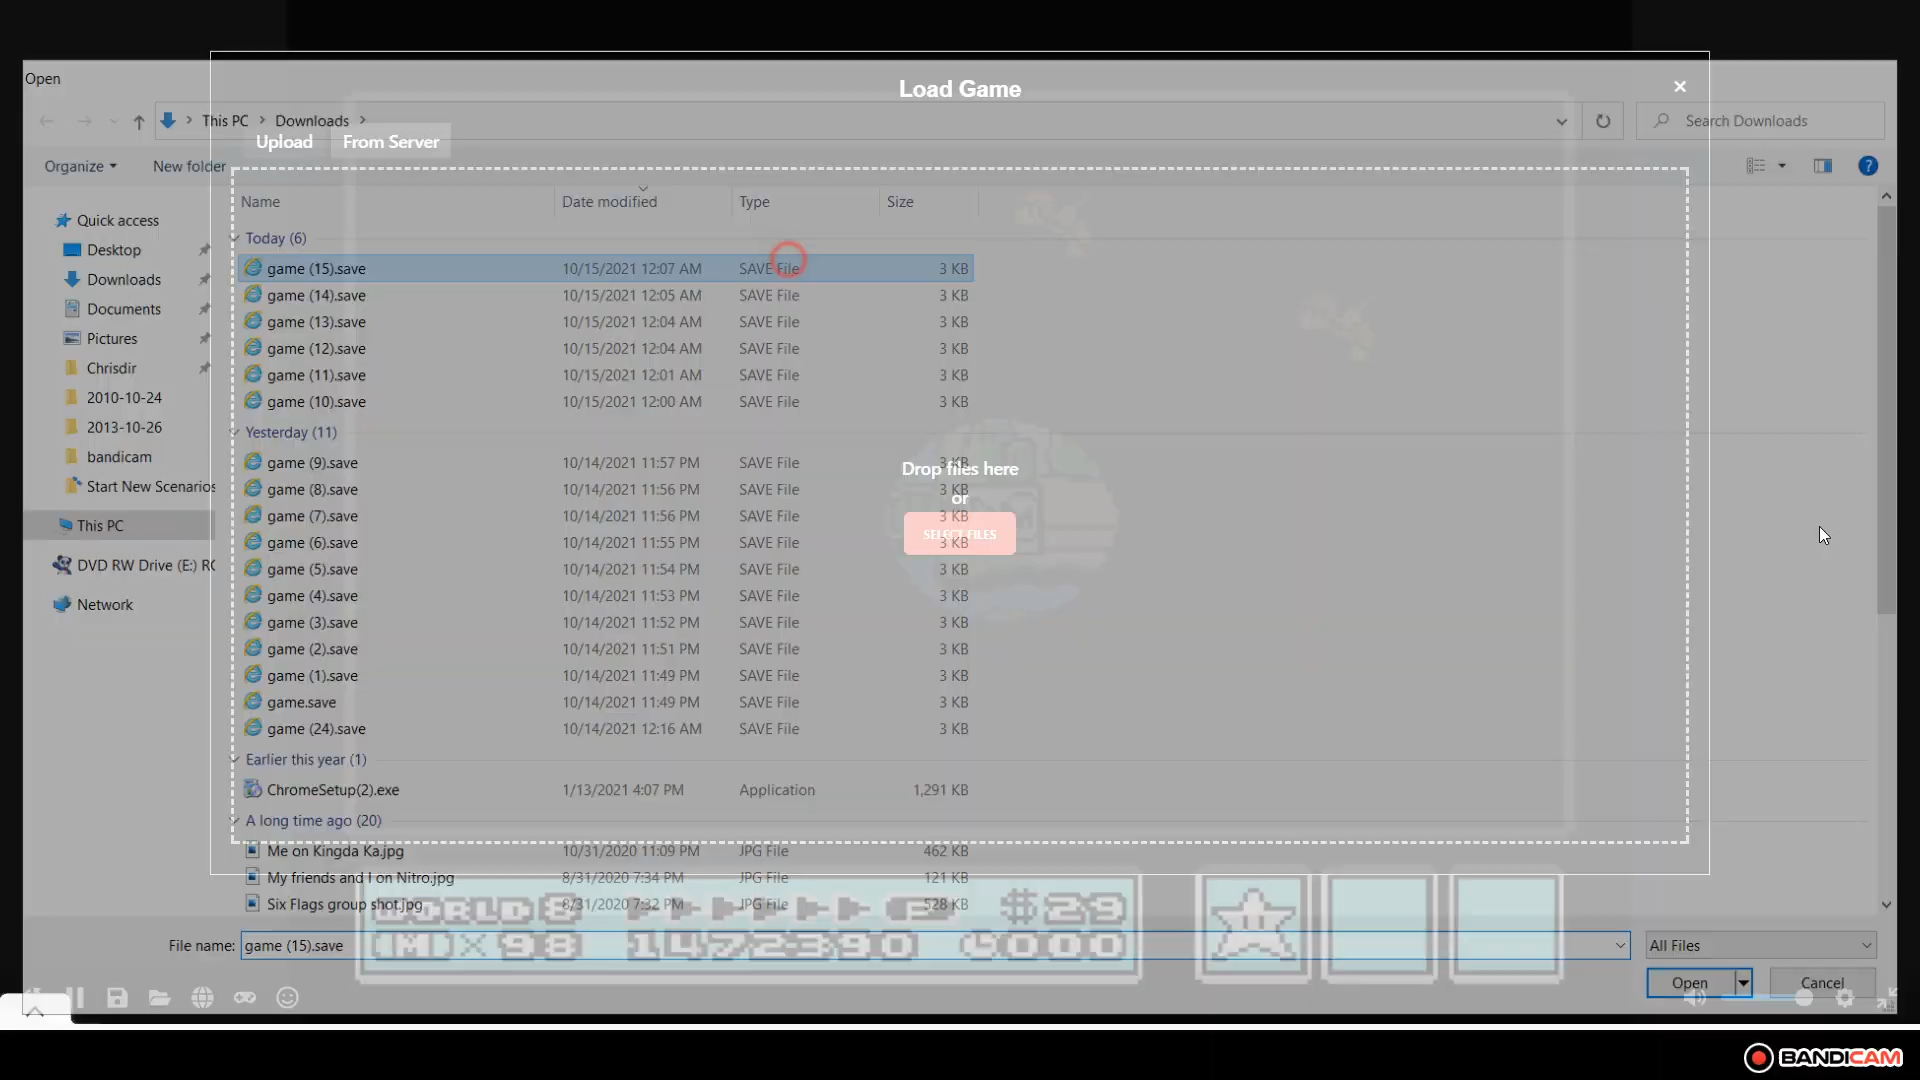 Open
Load Game
This PC
Downloads
Search Downloads
Upload
From Server
Organize
New folder
Name
Date modified
Type
Size
Quick access
Desktop
Downloads
Documents
Pictures
Chrisdir
2010-10-24
2013-10-26
bandicam
Start New Scenarios
This PC
DVD RW Drive (E:) RC
Network
Today (6)
game (15).save 10/15/2021 12:07 AM SAVE File 3 KB
game (14).save 10/15/2021 12:05 AM SAVE File 3 KB
game (13).save 10/15/2021 12:04 AM SAVE File 3 KB
game (12).save 10/15/2021 12:04 AM SAVE File 3 KB
game (11).save 10/15/2021 12:01 AM SAVE File 3 KB
game (10).save 10/15/2021 12:00 AM SAVE File 3 KB
Yesterday (11)
game (9).save 10/14/2021 11:57 PM SAVE File 3 KB
game (8).save 10/14/2021 11:56 PM SAVE File 3 KB
game (7).save 10/14/2021 11:56 PM SAVE File 3 KB
game (6).save 10/14/2021 11:55 PM SAVE File 3 KB
game (5).save 10/14/2021 11:54 PM SAVE File 3 KB
game (4).save 10/14/2021 11:53 PM SAVE File 3 KB
game (3).save 10/14/2021 11:52 PM SAVE File 3 KB
game (2).save 10/14/2021 11:51 PM SAVE File 3 KB
game (1).save 10/14/2021 11:49 PM SAVE File 3 KB
game.save 10/14/2021 11:49 PM SAVE File 3 KB
game (24).save 10/14/2021 12:16 AM SAVE File 3 KB
Earlier this year (1)
ChromeSetup(2).exe 1/13/2021 4:07 PM Application 1,291 KB
A long time ago (20)
Me on Kingda Ka.jpg 10/31/2020 11:09 PM JPG File 462 KB
My friends and I on Nitro.jpg 8/31/2020 7:34 PM JPG File 121 KB
Six Flags group shot.jpg 8/31/2020 7:32 PM JPG File 528 KB
Drop files here
or
SELECT FILES
WORLD 8 P #29
M x 98 1472390 0000
File name: game (15).save
All Files
Open
Cancel
BANDICAM